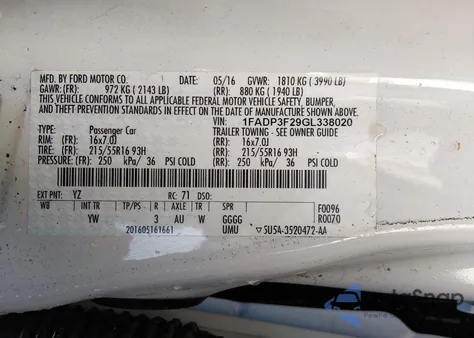 MFD. BY FORD MOTOR CO. DATE: 05/16 GVWR: 1810 KG ( 3990 LB)
GAWR: (FR) 972 KG ( 2143 LB) (RR) 880 KG ( 1940 LB)
THIS VEHICLE CONFORMS TO ALL APPLICABLE FEDERAL MOTOR VEHICLE SAFETY, BUMPER,
AND THEFT PREVENTION STANDARDS IN EFFECT ON THE DATE OF MANUFACTURE SHOWN ABOVE.
VIN: 1FADP3F29GL338020
TYPE: Passenger Car TRAILER TOWING - SEE OWNER GUIDE
RIM: (FR): 16x7.0J (RR): 16x7.0J
TIRE: (FR): 215/55R16 93H (RR): 215/55R16 93H
PRESSURE: (FR): 250 kPa/ 36 PSI COLD (RR): 250 kPa/ 36 PSI COLD
EXT PNT: YZ RC: 71 DSO:
WB INT TR TP/PS R AXLE TR SPR F0096
YW 3 AU W GGGG R0070
201605161661 UMU 5U5A-3520472-AA